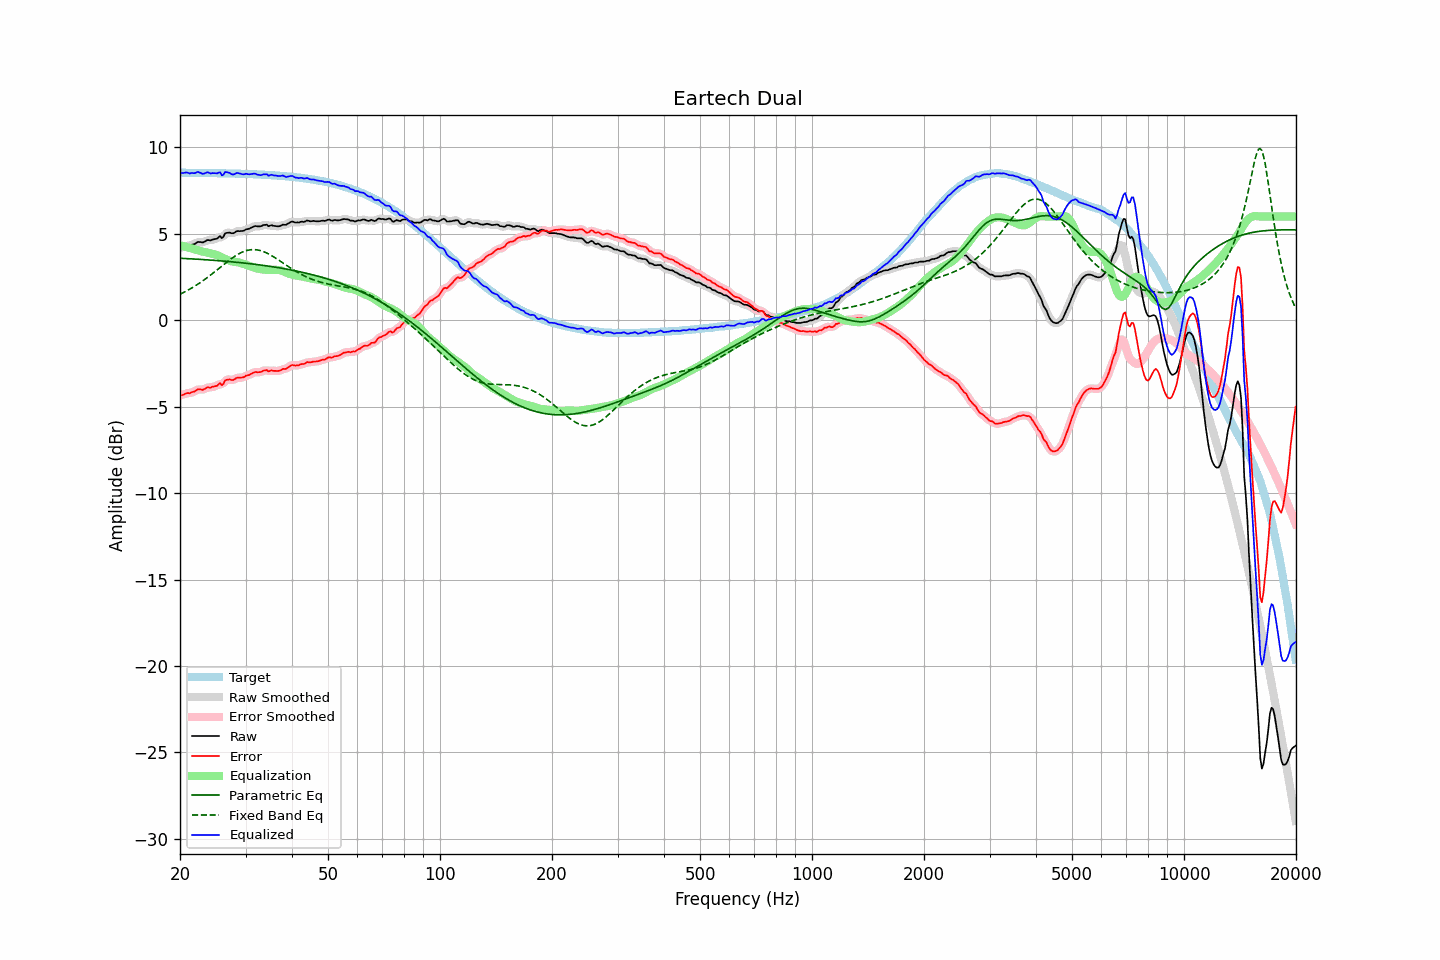 Eartech Dual
10
5
0
−5
−10
−15
−20
−25
−30
Amplitude (dBr)
Target
Raw Smoothed
Error Smoothed
Raw
Error
Equalization
Parametric Eq
Fixed Band Eq
Equalized
20 50 100 200 500 1000 2000 5000 10000 20000
Frequency (Hz)